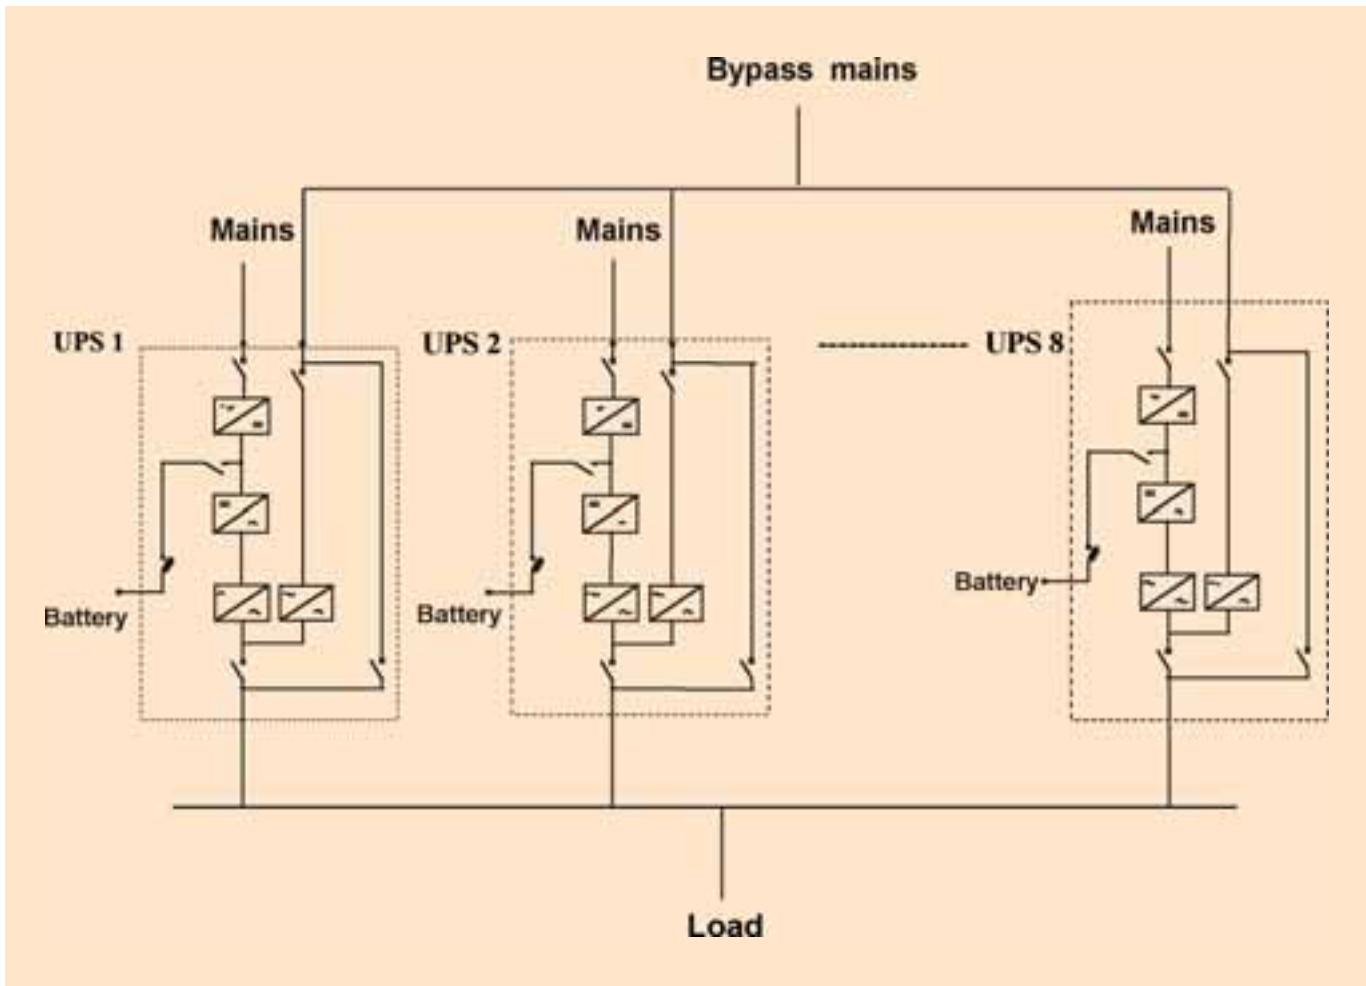 Bypass mains
Mains
Mains
Mains
UPS 1
UPS 2
UPS 8
Battery
Battery
Battery
Load